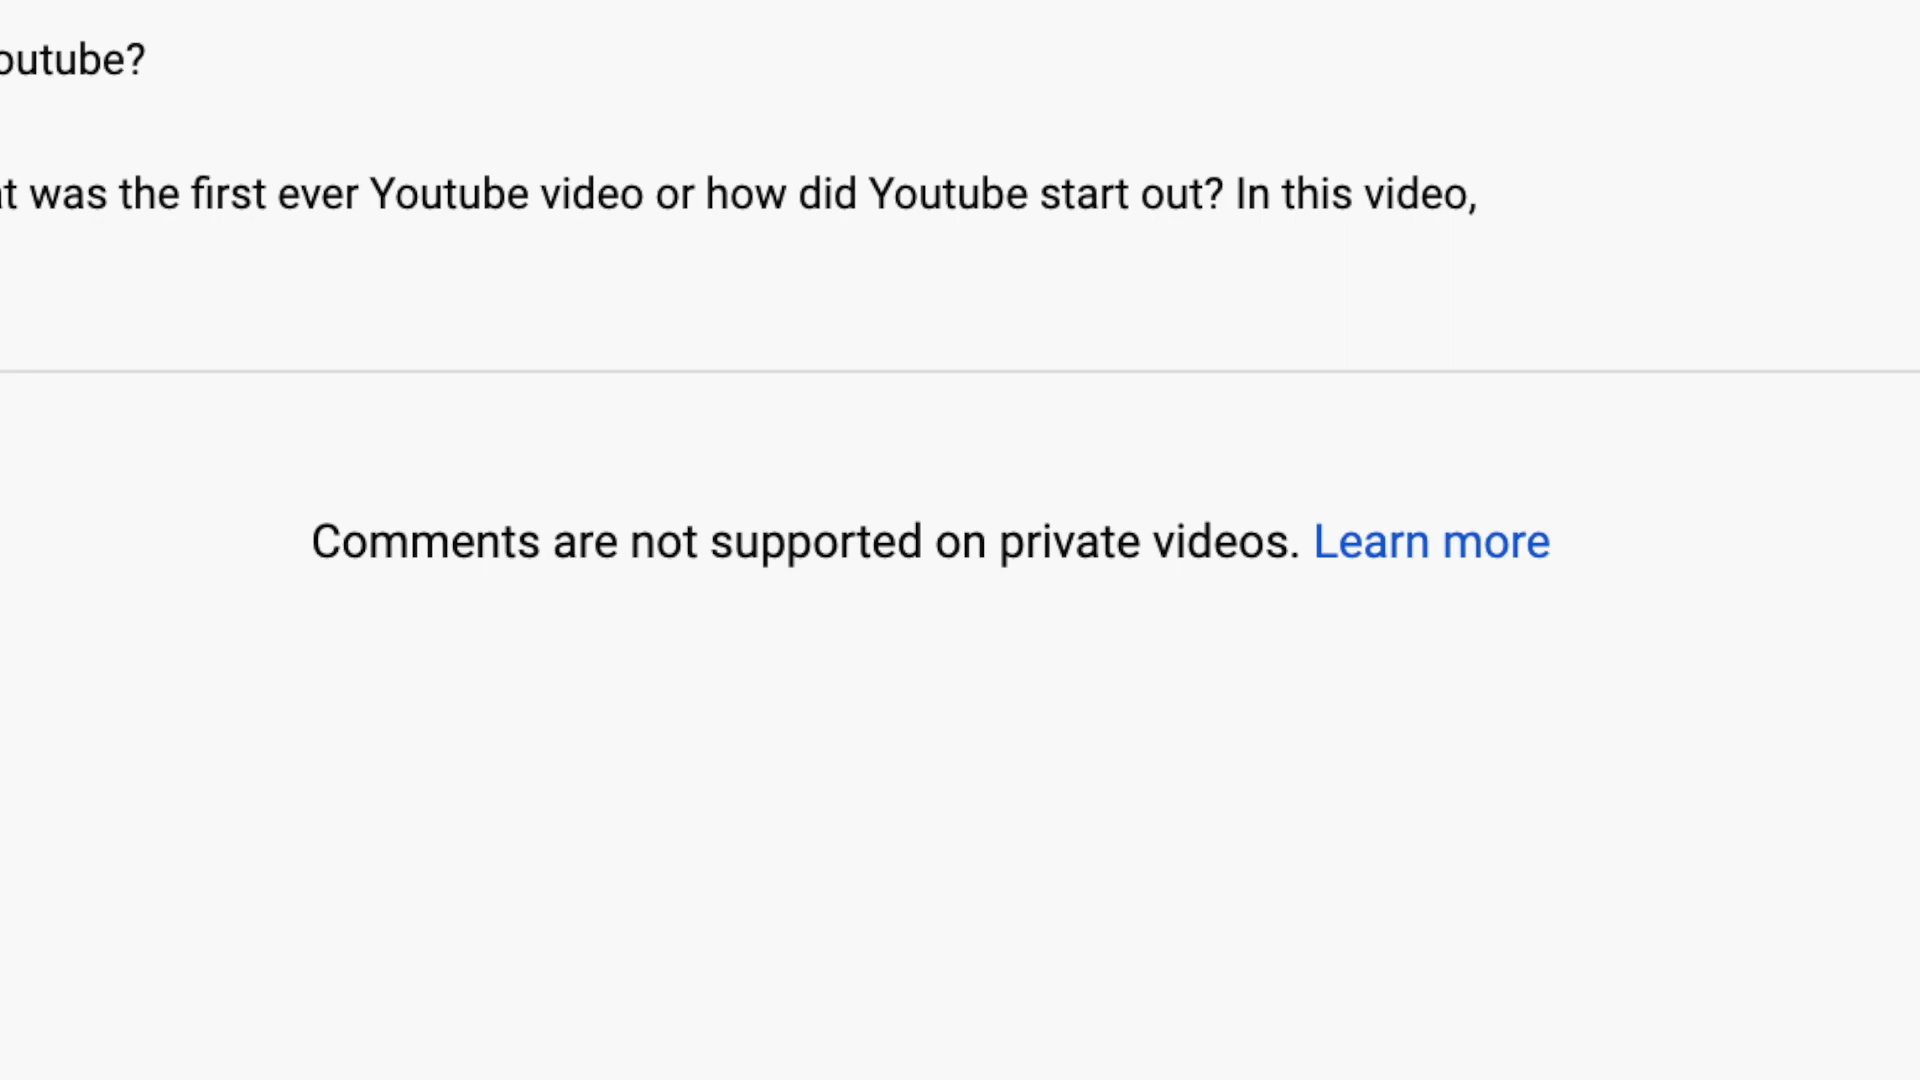 outube?
t was the first ever Youtube video or how did Youtube start out? In this video,
Comments are not supported on private videos. Learn more